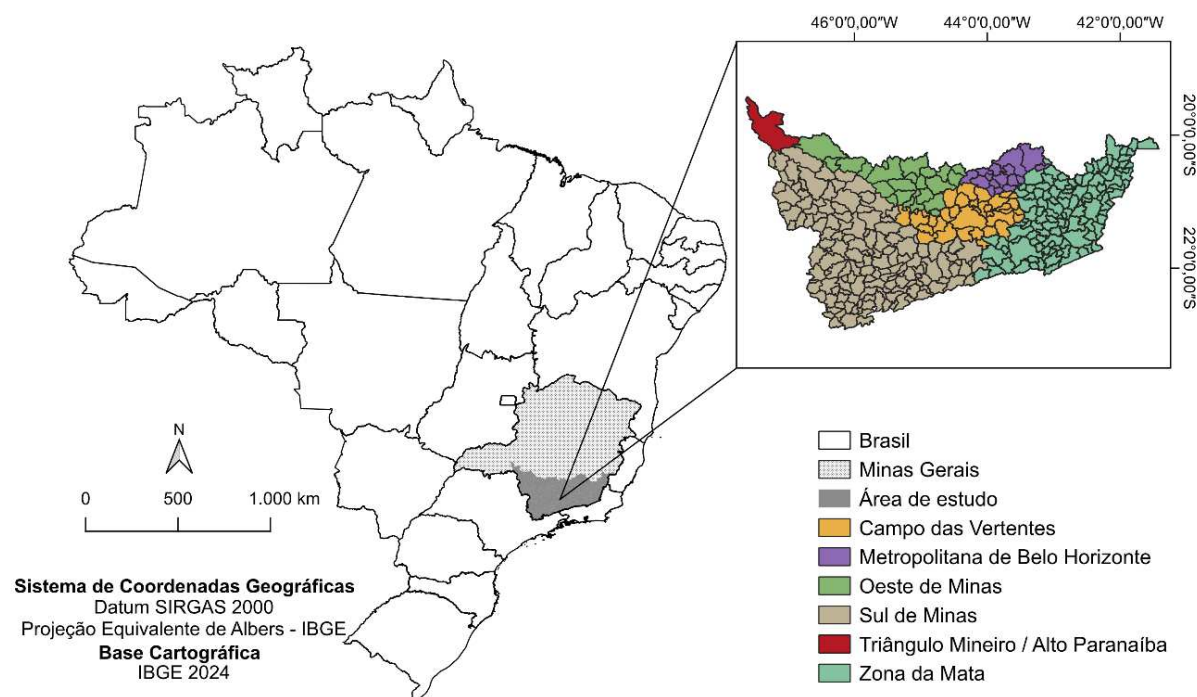 46°0'0,00"W 44°0'0,00"W 42°0'0,00"W
20°0'0,00"S
22°0'0,00"S
N
0 500 1.000 km
Sistema de Coordenadas Geográficas
Datum SIRGAS 2000
Projeção Equivalente de Albers - IBGE
Base Cartográfica
IBGE 2024
Brasil
Minas Gerais
Área de estudo
Campo das Vertentes
Metropolitana de Belo Horizonte
Oeste de Minas
Sul de Minas
Triângulo Mineiro / Alto Paranaíba
Zona da Mata